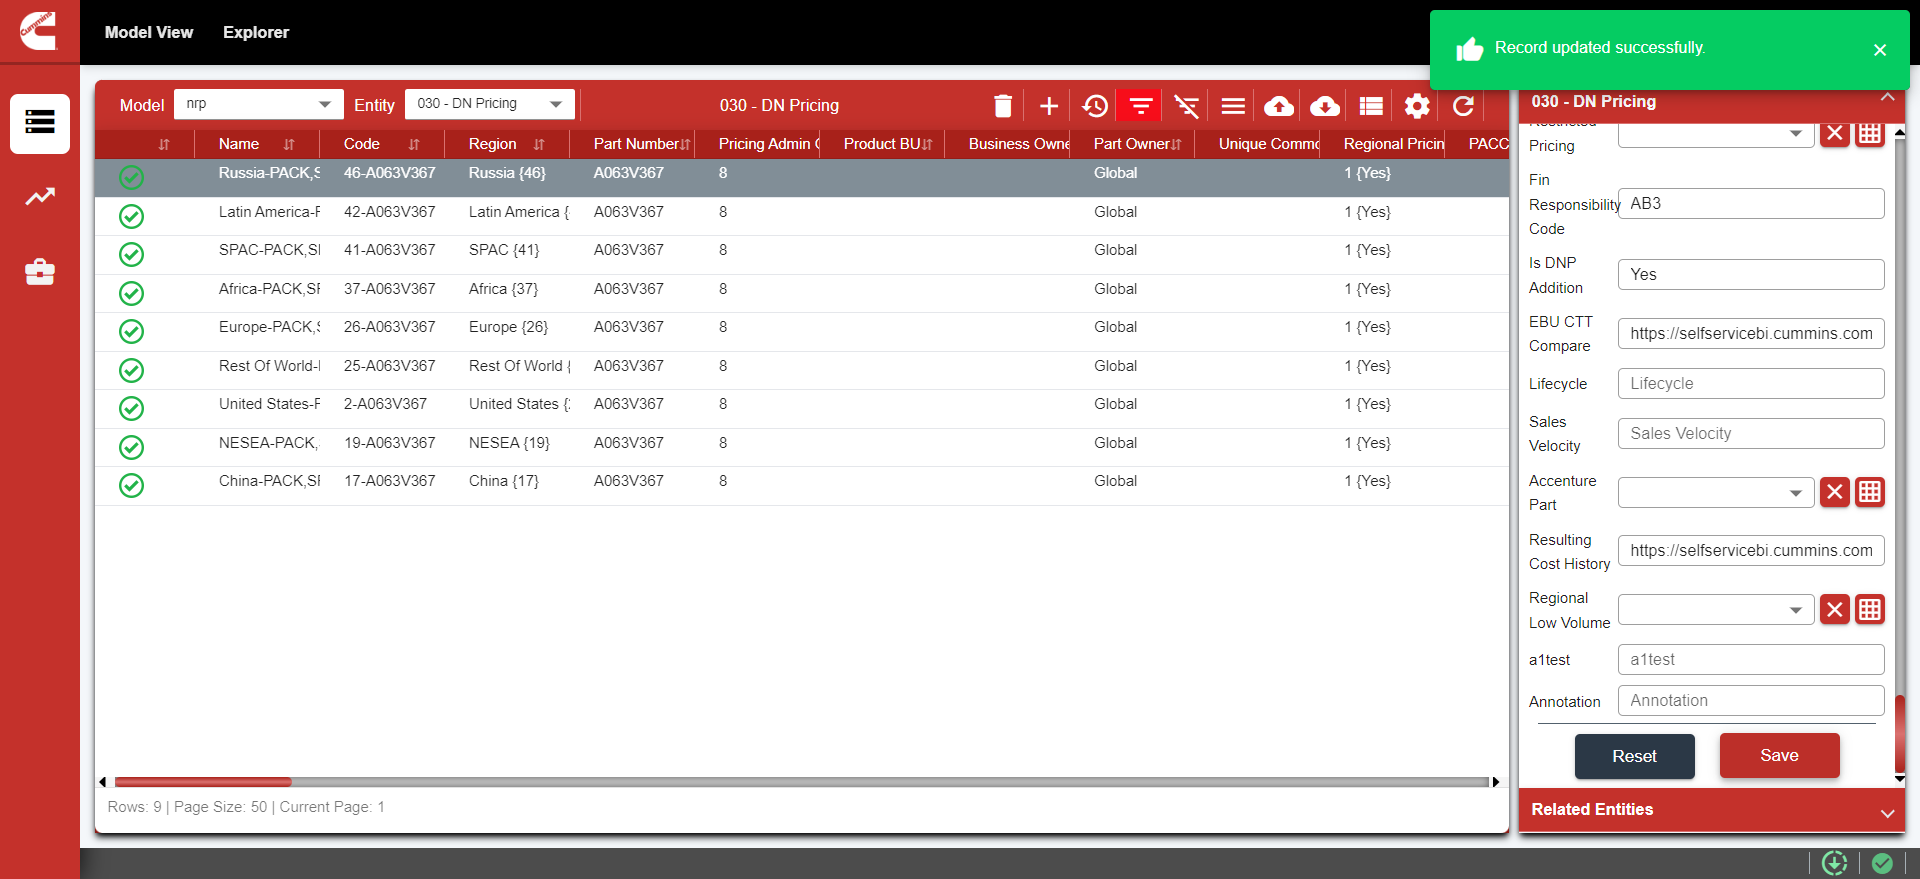 Cummins
Model View Explorer
Record updated successfully.
Model nrp Entity 030 - DN Pricing 030 - DN Pricing
Name Code Region Part Number Pricing Admin Product BU Business Owne Part Owner Unique Commo Regional Pricin PACC
Russia-PACK,S 46-A063V367 Russia {46} A063V367 8 Global 1 {Yes}
Latin America-P 42-A063V367 Latin America { A063V367 8 Global 1 {Yes}
SPAC-PACK,SI 41-A063V367 SPAC {41} A063V367 8 Global 1 {Yes}
Africa-PACK,SF 37-A063V367 Africa {37} A063V367 8 Global 1 {Yes}
Europe-PACK,S 26-A063V367 Europe {26} A063V367 8 Global 1 {Yes}
Rest Of World-I 25-A063V367 Rest Of World { A063V367 8 Global 1 {Yes}
United States-F 2-A063V367 United States {2 A063V367 8 Global 1 {Yes}
NESEA-PACK, 19-A063V367 NESEA {19} A063V367 8 Global 1 {Yes}
China-PACK,SF 17-A063V367 China {17} A063V367 8 Global 1 {Yes}
Rows: 9 | Page Size: 50 | Current Page: 1
030 - DN Pricing
Restricted
Pricing
Fin
Responsibility
Code
AB3
Is DNP
Addition
Yes
EBU CTT
Compare
https://selfservicebi.cummins.com
Lifecycle Lifecycle
Sales
Velocity
Sales Velocity
Accenture
Part
Resulting
Cost History
https://selfservicebi.cummins.com
Regional
Low Volume
a1test a1test
Annotation Annotation
Reset Save
Related Entities